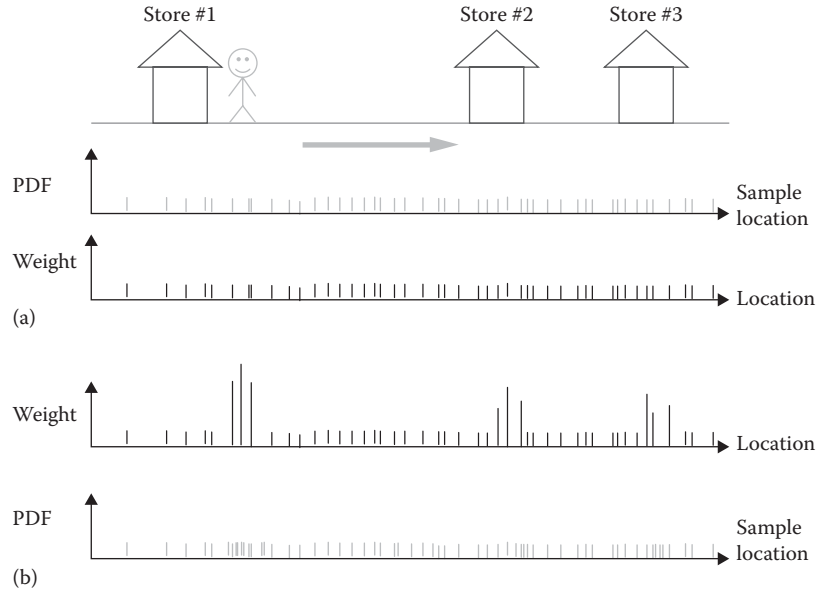 Store #1
Store #2
Store #3
PDF
Sample
location
Weight
Location
(a)
Weight
Location
PDF
Sample
location
(b)